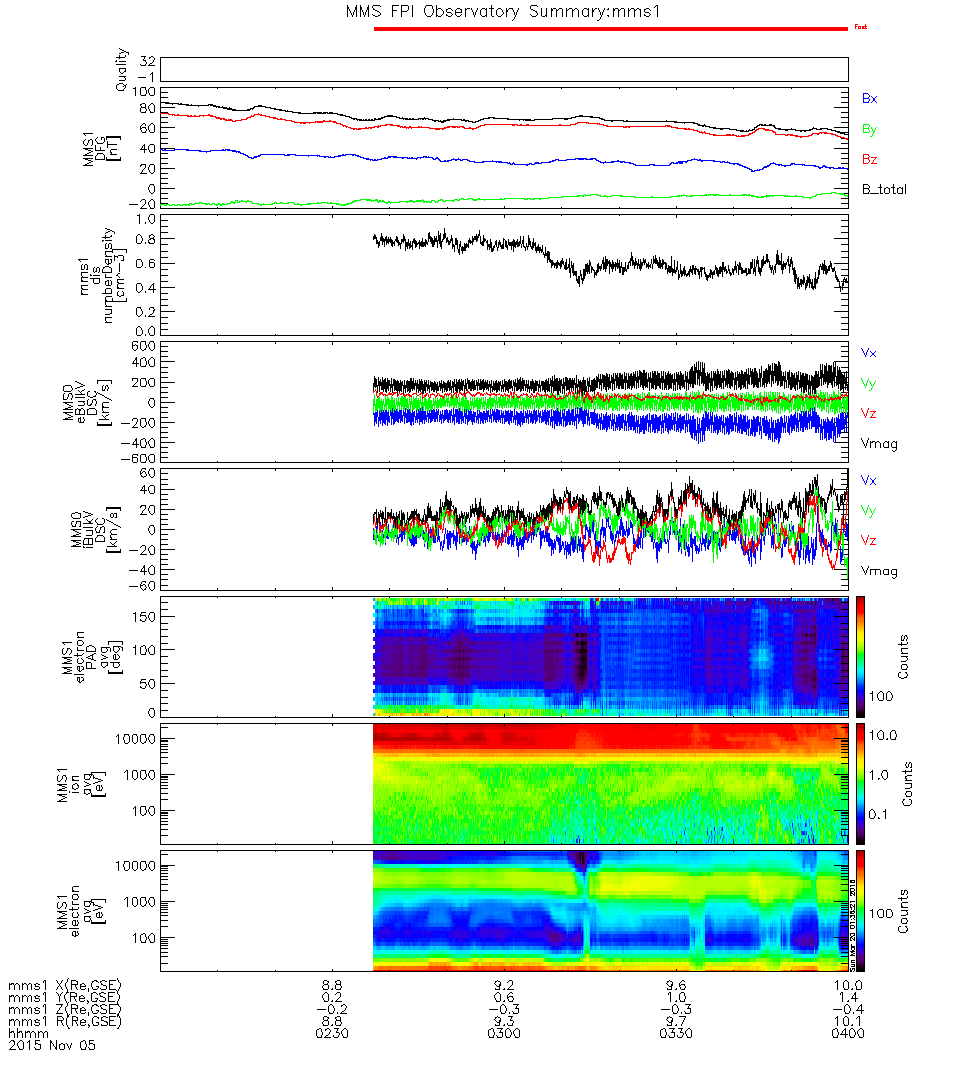 MMS FPI Observatory Summary:mms1
Fast
Quality
32
-1
MMS1
DFG
[nT]
100
80
60
40
20
0
-20
Bx
By
Bz
B_total
mms1
dis
numberDensity
[cm^-3]
1.0
0.8
0.6
0.4
0.2
0.0
MMS0
eBulkV
DSC
[km/s]
600
400
200
0
-200
-400
-600
Vx
Vy
Vz
Vmag
MMS0
iBulkV
DSC
[km/s]
60
40
20
0
-20
-40
-60
Vx
Vy
Vz
Vmag
MMS1
electron
PAD
avg
[deg]
150
100
50
0
100
Counts
MMS1
ion
avg
[eV]
10000
1000
100
10.0
1.0
0.1
Counts
MMS1
electron
avg
[eV]
10000
1000
100
100
Counts
mms1 X(Re,GSE) 8.8 9.2 9.6 10.0
mms1 Y(Re,GSE) 0.2 0.6 1.0 1.4
mms1 Z(Re,GSE) -0.2 -0.3 -0.3 -0.4
mms1 R(Re,GSE) 8.8 9.3 9.7 10.1
hhmm 0230 0300 0330 0400
2015 Nov 05